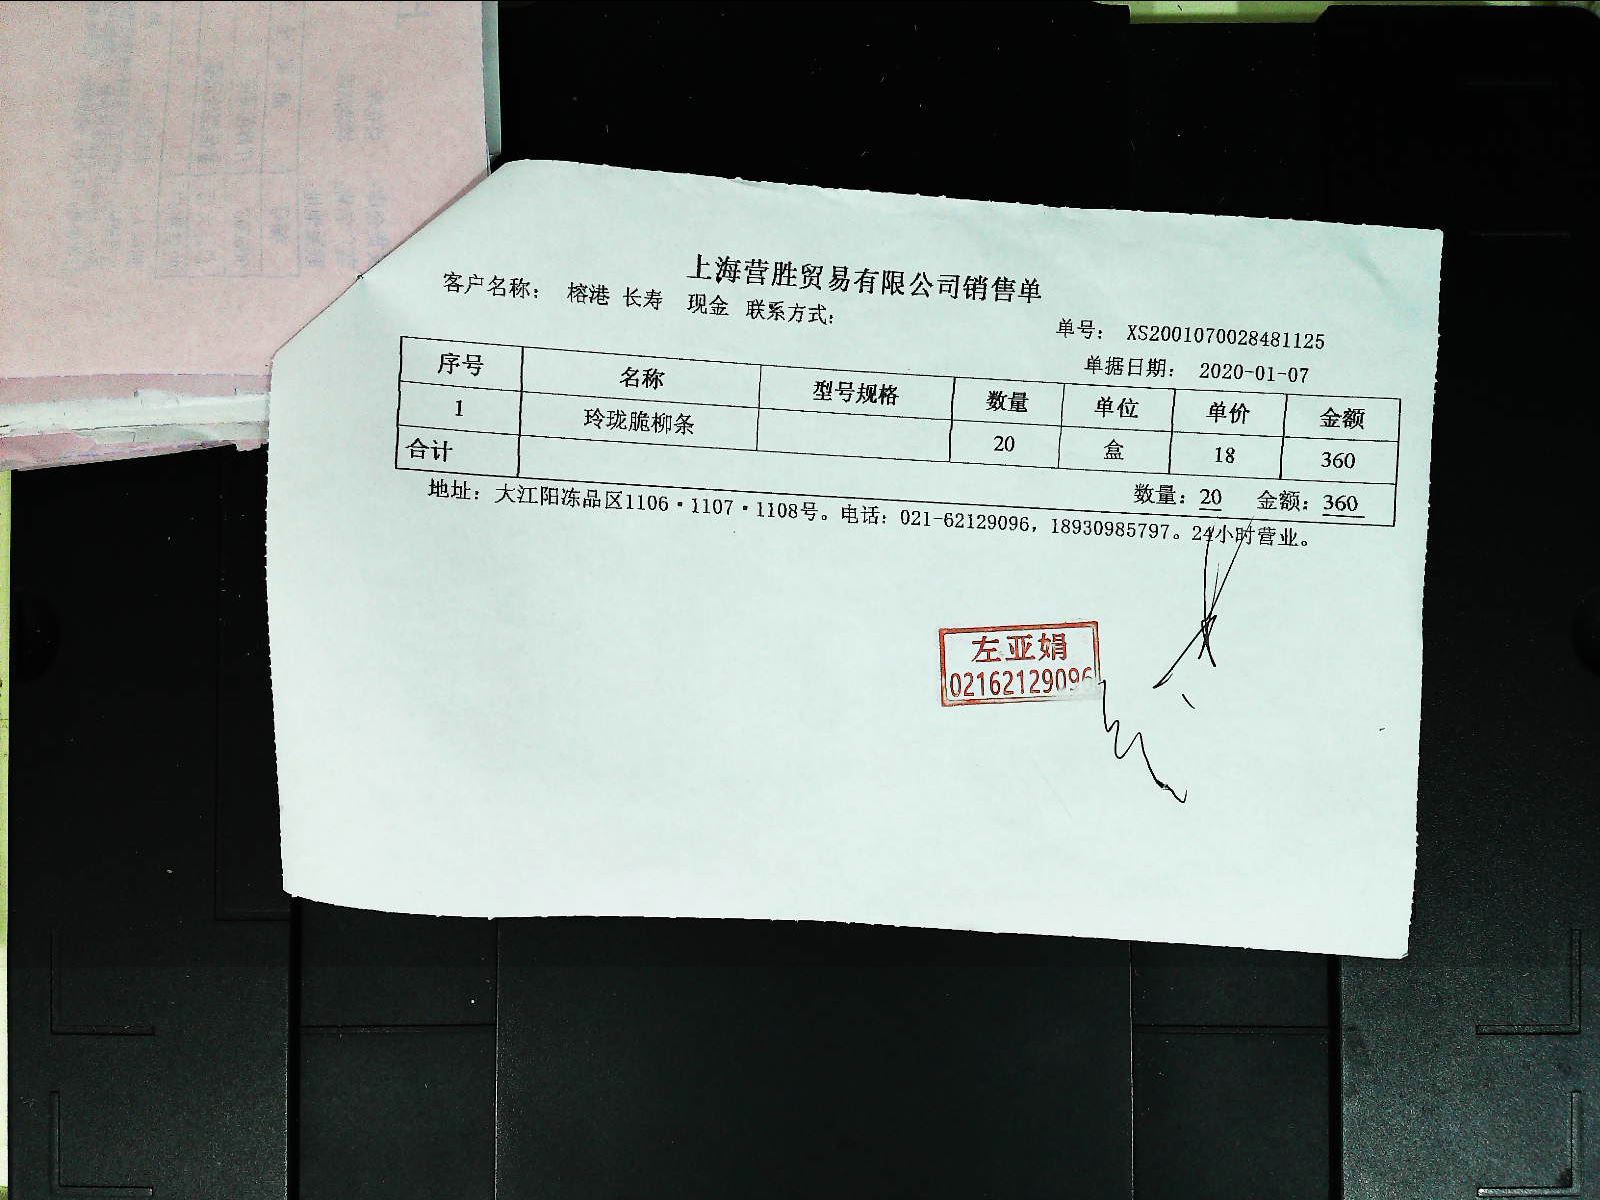 上海营胜贸易有限公司销售单
客户名称： 榕港 长寿 现金 联系方式：
单号： XS2001070028481125
单据日期： 2020-01-07
序号 名称 型号规格 数量 单位 单价 金额
1 玲珑脆柳条 20 盒 18 360
合计 数量：20 金额：360
地址：大江阳冻品区1106·1107·1108号。电话：021-62129096，18930985797。24小时营业。
左亚娟
02162129096